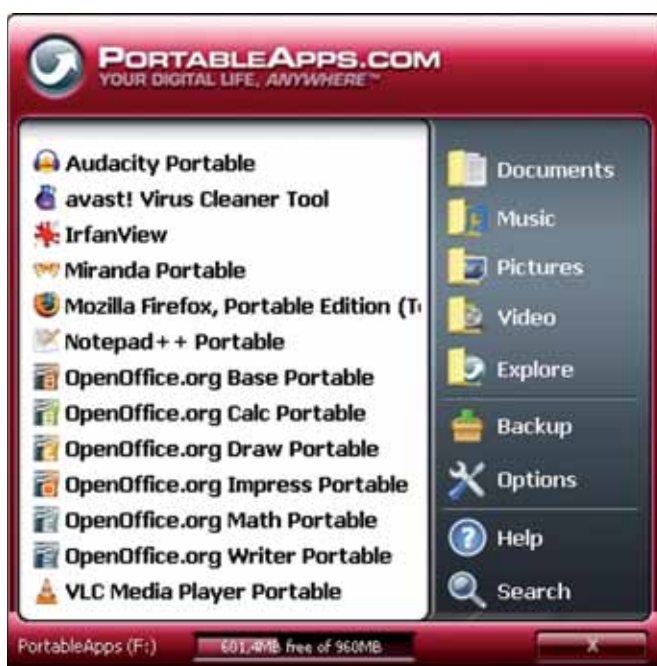 PORTABLEAPPS.COM
YOUR DIGITAL LIFE, ANYWHERE™
Audacity Portable
avast! Virus Cleaner Tool
IrfanView
Miranda Portable
Mozilla Firefox, Portable Edition (T
Notepad++ Portable
OpenOffice.org Base Portable
OpenOffice.org Calc Portable
OpenOffice.org Draw Portable
OpenOffice.org Impress Portable
OpenOffice.org Math Portable
OpenOffice.org Writer Portable
VLC Media Player Portable
Documents
Music
Pictures
Video
Explore
Backup
Options
Help
Search
PortableApps (F:)
601,4MB free of 960MB
X